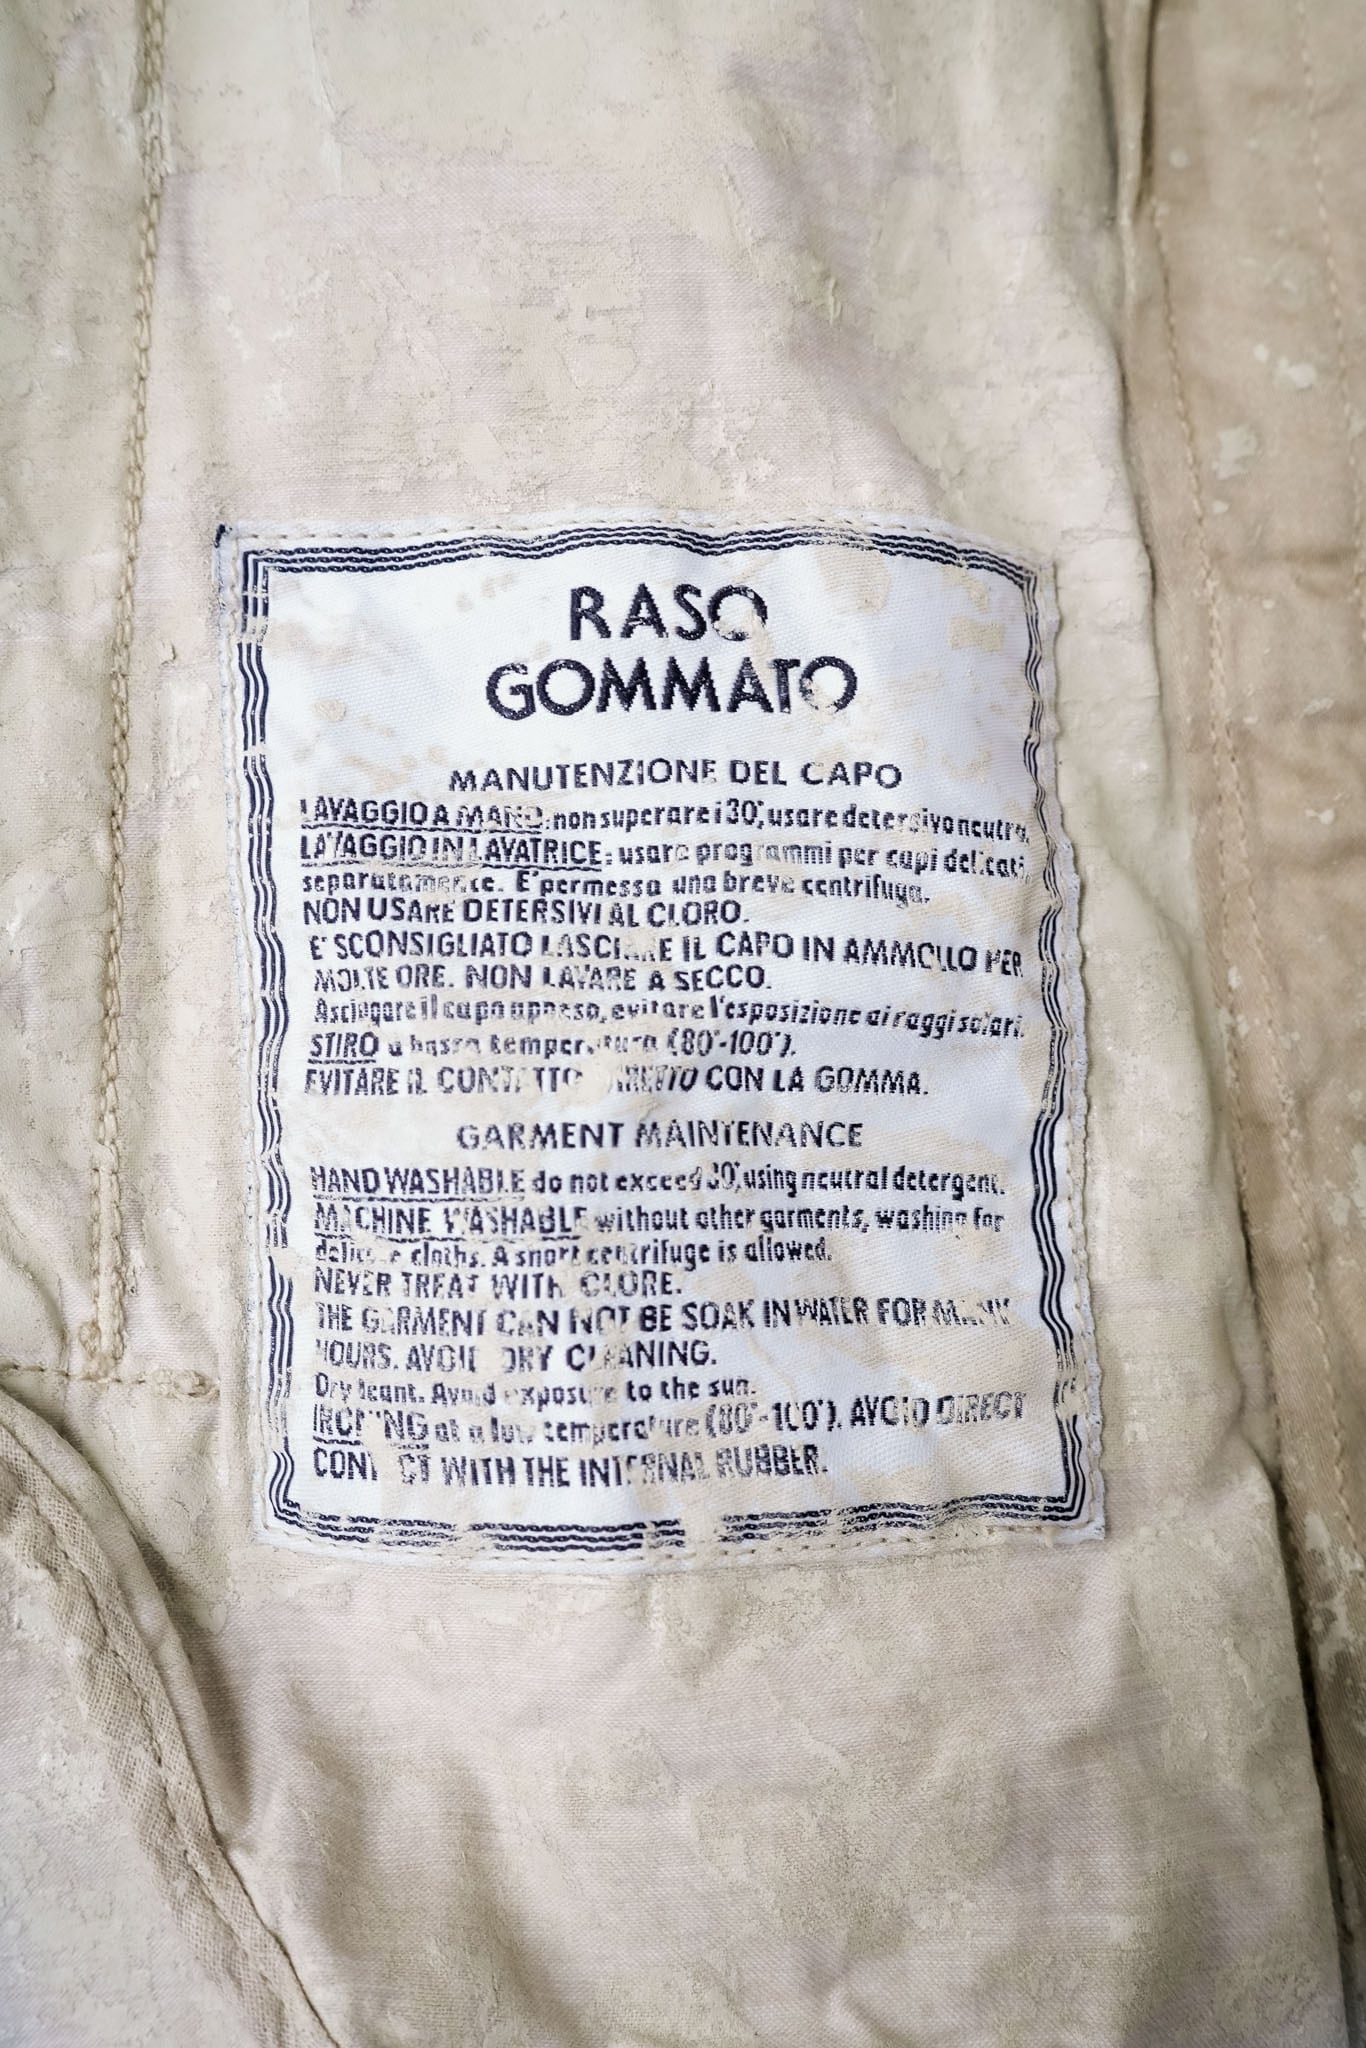 RASO
GOMMATO
MANUTENZIONE DEL CAPO
LAVAGGIO A MANO: non superare i 30°, usare detersivo neutro.
LAVAGGIO IN LAVATRICE: usare programmi per capi delicati,
separatamente. E' permessa una breve centrifuga.
NON USARE DETERSIVI AL CLORO.
E' SCONSIGLIATO LASCIARE IL CAPO IN AMMOLLO PER
MOLTE ORE. NON LAVARE A SECCO.
Asciugare il capo appeso, evitare l'esposizione ai raggi solari.
STIRO a bassa temperatura (80°-100°).
EVITARE IL CONTATTO DIRETTO CON LA GOMMA.
GARMENT MAINTENANCE
HAND WASHABLE do not exceed 30°, using neutral detergent.
MACHINE WASHABLE without other garments, washing for
delicate cloths. A short centrifuge is allowed.
NEVER TREAT WITH CLORE.
THE GARMENT CAN NOT BE SOAK IN WATER FOR MANY
HOURS. AVOID DRY CLEANING.
Dry leant. Avoid exposure to the sun.
IRONING at a low temperature (80°-100°). AVOID DIRECT
CONTACT WITH THE INTERNAL RUBBER.